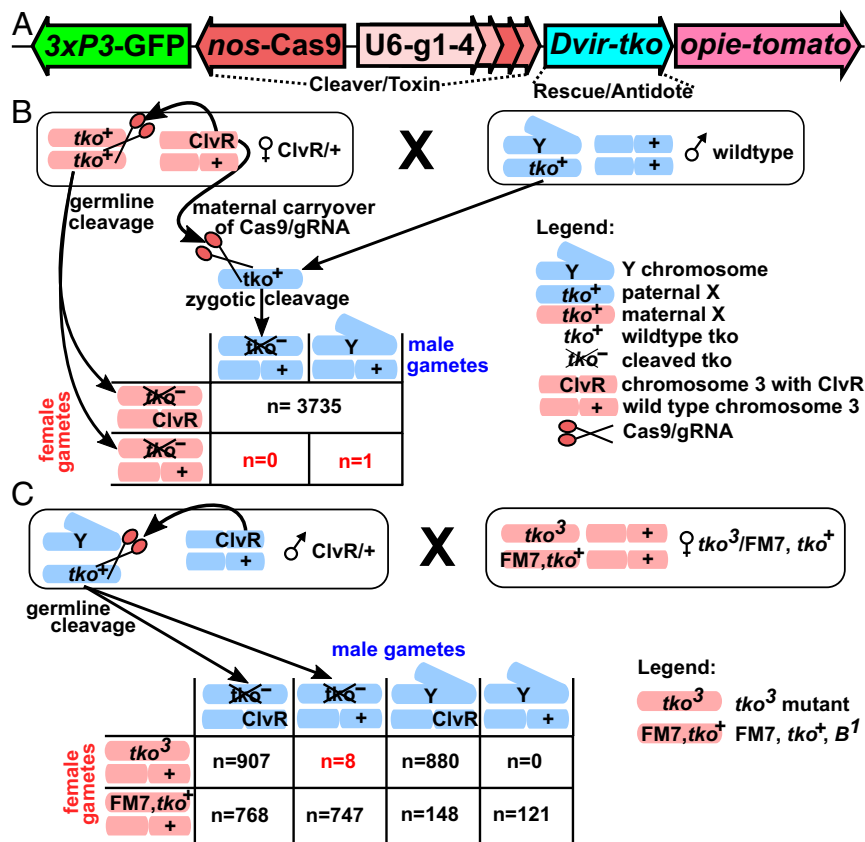 A
3xP3-GFP
nos-Cas9
U6-g1-4
Dvir-tko
opie-tomato
Cleaver/Toxin
Rescue/Antidote
B
tko+
tko+
ClvR
+
♀ ClvR/+
X
Y
tko+
+
+
♂ wildtype
germline
cleavage
maternal carryover
of Cas9/gRNA
tko+
zygotic cleavage
Legend:
Y
Y chromosome
tko+
paternal X
tko+
maternal X
tko+
wildtype tko
tko-
cleaved tko
ClvR
chromosome 3 with ClvR
+
wild type chromosome 3
Cas9/gRNA
tko-
+
Y
+
male
gametes
female
gametes
tko-
ClvR
n= 3735
tko-
+
n=0
n=1
C
Y
tko+
ClvR
+
♂ ClvR/+
X
tko3
+
FM7,tko+
+
♀ tko3/FM7, tko+
germline
cleavage
male gametes
tko-
ClvR
tko-
+
Y
ClvR
Y
+
female
gametes
tko3
+
n=907
n=8
n=880
n=0
FM7,tko+
+
n=768
n=747
n=148
n=121
Legend:
tko3
tko3 mutant
FM7,tko+
FM7, tko+, B1